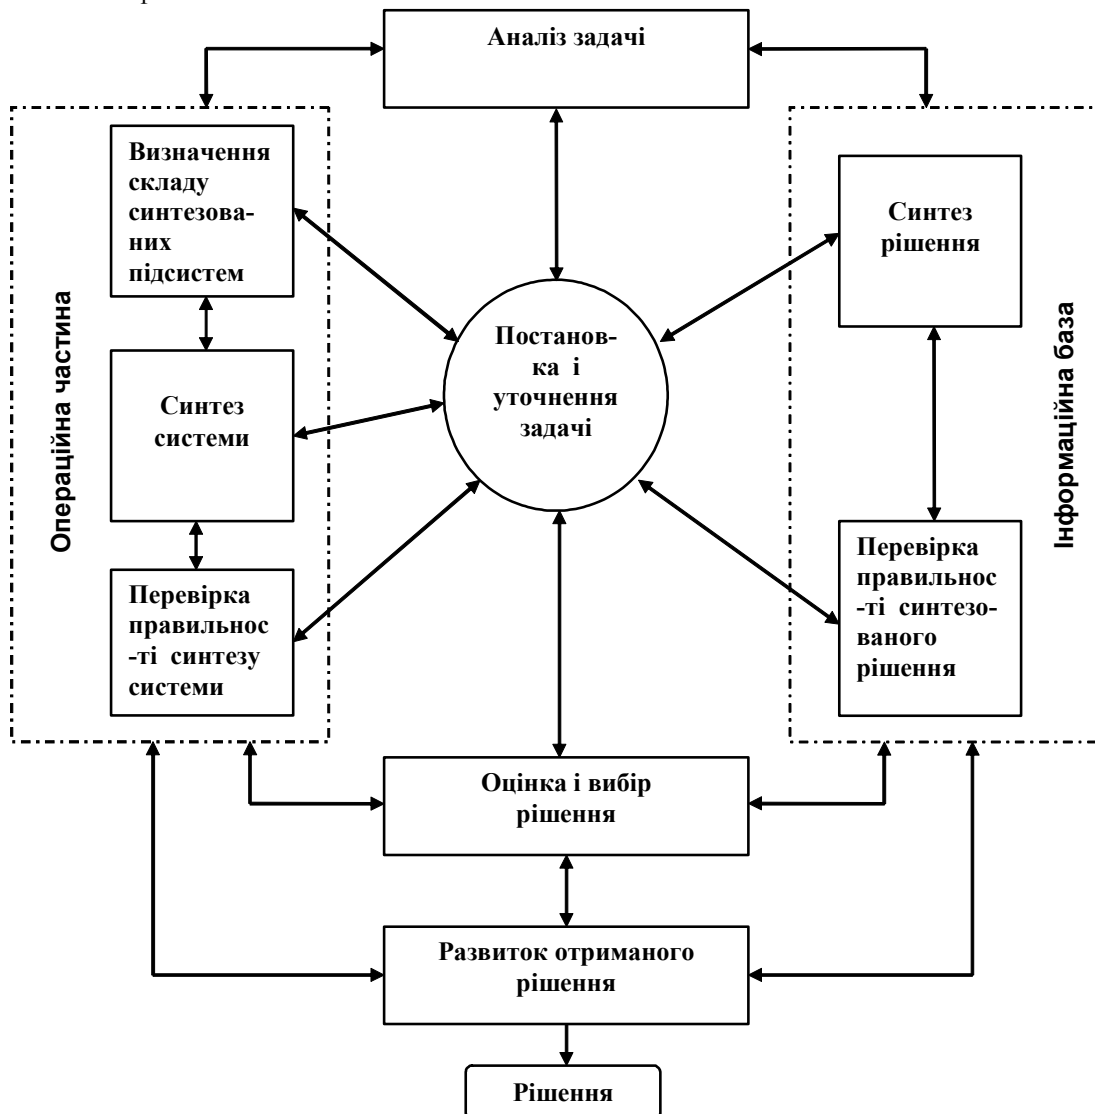 Аналіз задачі
Визначення
складу
синтезова-
них
підсистем
Синтез
рішення
Операційна частина
Постанов-
ка і
уточнення
задачі
Інформаційна база
Синтез
системи
Перевірка
правильнос
-ті синтезу
системи
Перевірка
правильнос
-ті синтезо-
ваного
рішення
Оцінка і вибір
рішення
Развиток отриманого
рішення
Рішення